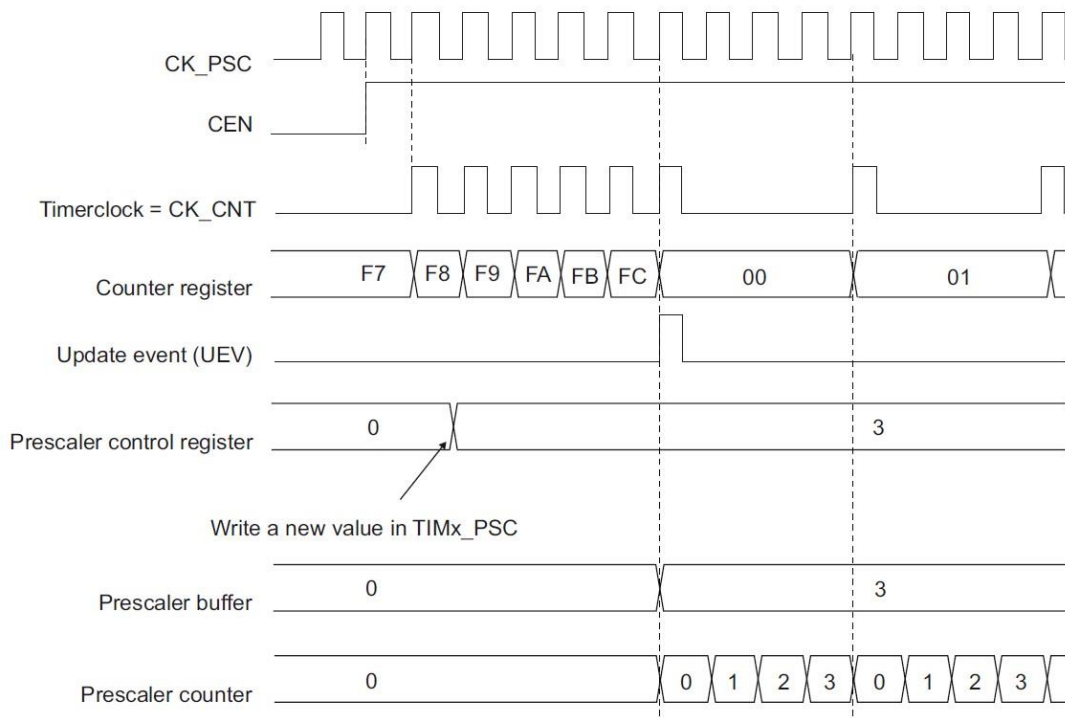 CK_PSC
CEN
Timerclock = CK_CNT
Counter register F7 F8 F9 FA FB FC 00 01
Update event (UEV)
Prescaler control register 0 3
Write a new value in TIMx_PSC
Prescaler buffer 0 3
Prescaler counter 0 0 1 2 3 0 1 2 3